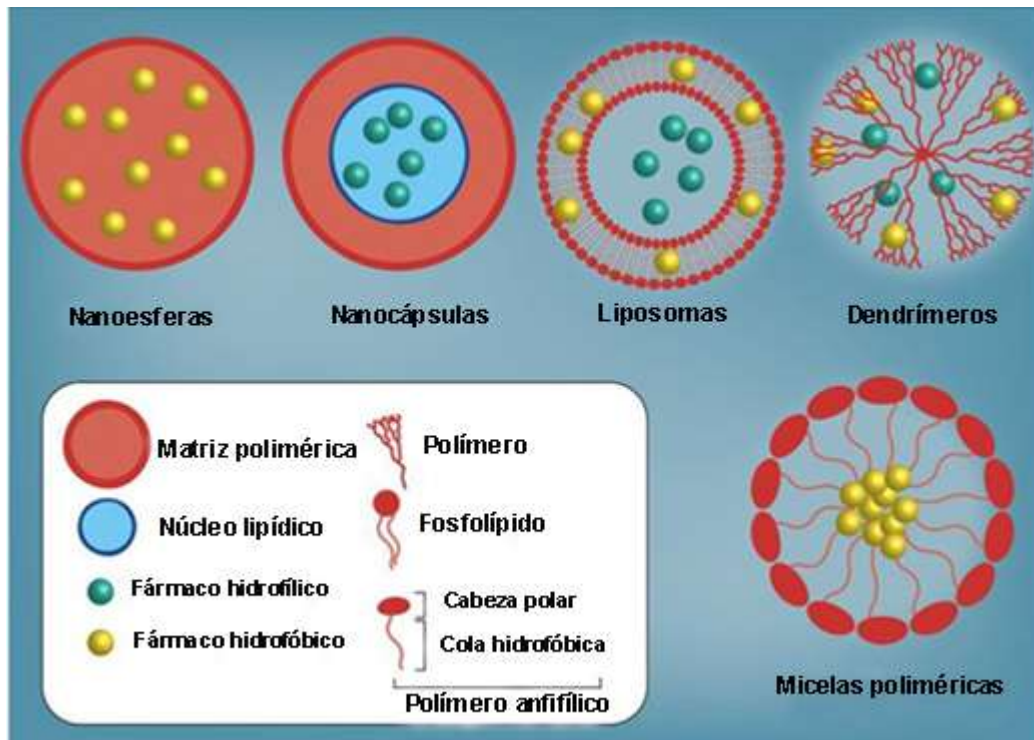 Nanoesferas
Nanocápsulas
Liposomas
Dendrímeros
Matriz polimérica
Núcleo lipídico
Fármaco hidrofílico
Fármaco hidrofóbico
Polímero
Fosfolípido
Cabeza polar
Cola hidrofóbica
Polímero anfifílico
Micelas poliméricas